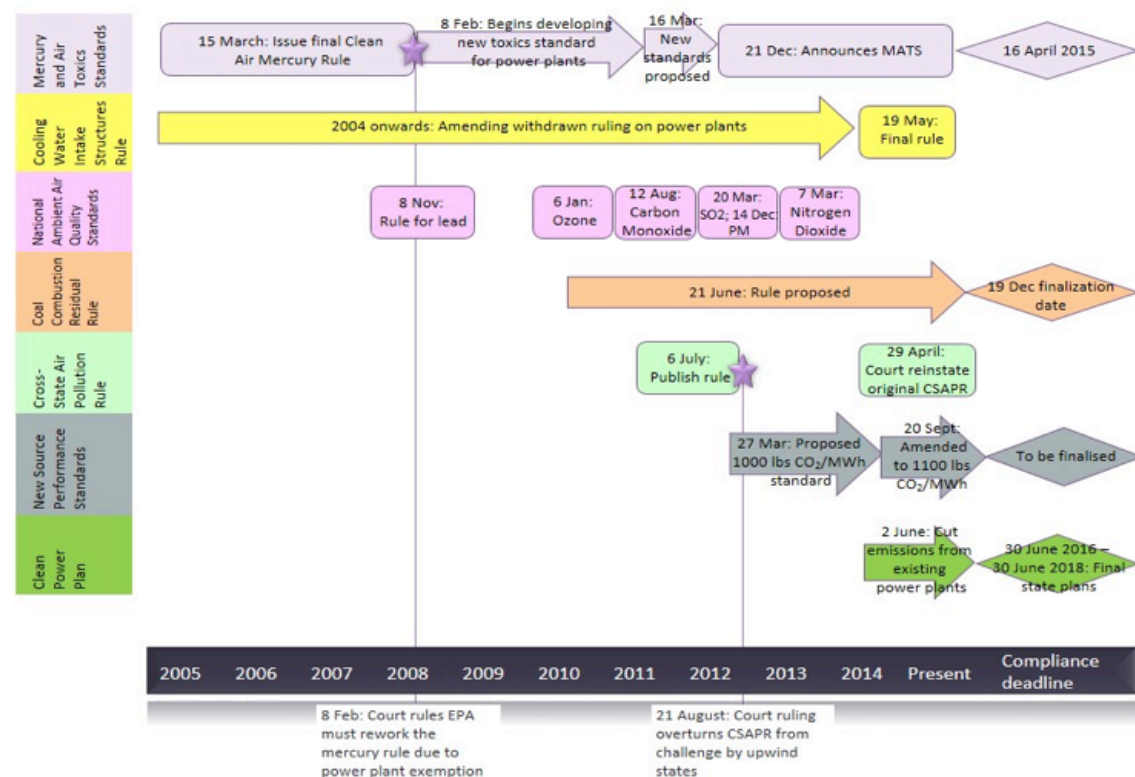 Mercury
and Air
Toxics
Standards
15 March: Issue final Clean
Air Mercury Rule
8 Feb: Begins developing
new toxics standard
for power plants
16 Mar:
New
standards
proposed
21 Dec: Announces MATS
16 April 2015
Cooling
Water
Intake
Structures
Rule
2004 onwards: Amending withdrawn ruling on power plants
19 May:
Final rule
National
Ambient Air
Quality
Standards
8 Nov:
Rule for lead
6 Jan:
Ozone
12 Aug:
Carbon
Monoxide
20 Mar:
SO2; 14 Dec:
PM
7 Mar:
Nitrogen
Dioxide
Coal
Combustion
Residual
Rule
21 June: Rule proposed
19 Dec finalization
date
Cross-
State Air
Pollution
Rule
6 July:
Publish rule
29 April:
Court reinstate
original CSAPR
New Source
Performance
Standards
27 Mar: Proposed
1000 lbs CO₂/MWh
standard
20 Sept:
Amended
to 1100 lbs
CO₂/MWh
To be finalised
Clean
Power
Plan
2 June: Cut
emissions from
existing
power plants
30 June 2016 –
30 June 2018: Final
state plans
2005 2006 2007 2008 2009 2010 2011 2012 2013 2014 Present Compliance
deadline
8 Feb: Court rules EPA
must rework the
mercury rule due to
power plant exemption
21 August: Court ruling
overturns CSAPR from
challenge by upwind
states